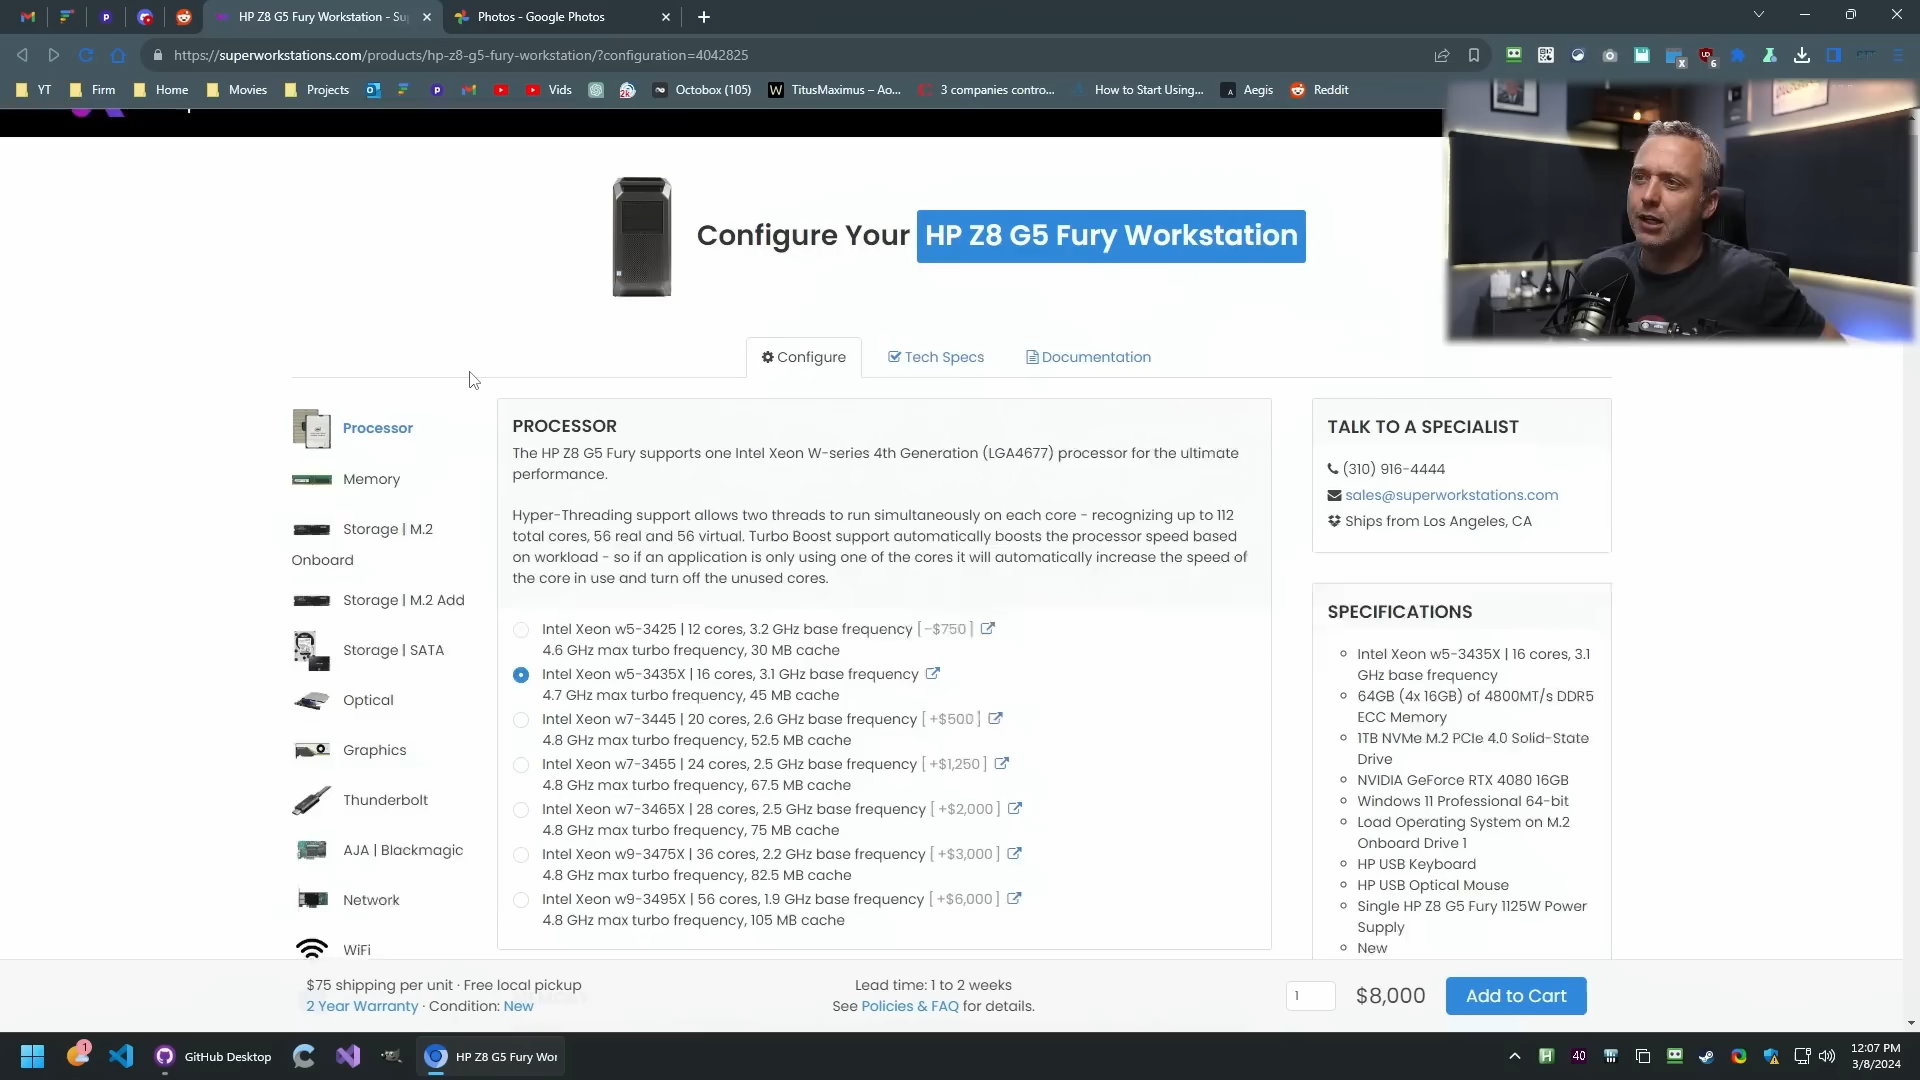 HP Z8 G5 Fury Workstation - Su
Photos - Google Photos
https://superworkstations.com/products/hp-z8-g5-fury-workstation/?configuration=4042825
6
YT
Firm
Home
Movies
Projects
Vids
Octobox (105)
TitusMaximus – Ao...
3 companies contro...
How to Start Using...
Aegis
Reddit
Configure Your HP Z8 G5 Fury Workstation
Configure
Tech Specs
Documentation
Processor
Memory
Storage | M.2
Onboard
Storage | M.2 Add
Storage | SATA
Optical
Graphics
Thunderbolt
AJA | Blackmagic
Network
WiFi
PROCESSOR
The HP Z8 G5 Fury supports one Intel Xeon W-series 4th Generation (LGA4677) processor for the ultimate
performance.
Hyper-Threading support allows two threads to run simultaneously on each core - recognizing up to 112
total cores, 56 real and 56 virtual. Turbo Boost support automatically boosts the processor speed based
on workload - so if an application is only using one of the cores it will automatically increase the speed of
the core in use and turn off the unused cores.
Intel Xeon w5-3425 | 12 cores, 3.2 GHz base frequency [ -$750 ]
4.6 GHz max turbo frequency, 30 MB cache
Intel Xeon w5-3435X | 16 cores, 3.1 GHz base frequency
4.7 GHz max turbo frequency, 45 MB cache
Intel Xeon w7-3445 | 20 cores, 2.6 GHz base frequency [ +$500 ]
4.8 GHz max turbo frequency, 52.5 MB cache
Intel Xeon w7-3455 | 24 cores, 2.5 GHz base frequency [ +$1,250 ]
4.8 GHz max turbo frequency, 67.5 MB cache
Intel Xeon w7-3465X | 28 cores, 2.5 GHz base frequency [ +$2,000 ]
4.8 GHz max turbo frequency, 75 MB cache
Intel Xeon w9-3475X | 36 cores, 2.2 GHz base frequency [ +$3,000 ]
4.8 GHz max turbo frequency, 82.5 MB cache
Intel Xeon w9-3495X | 56 cores, 1.9 GHz base frequency [ +$6,000 ]
4.8 GHz max turbo frequency, 105 MB cache
TALK TO A SPECIALIST
(310) 916-4444
sales@superworkstations.com
Ships from Los Angeles, CA
SPECIFICATIONS
Intel Xeon w5-3435X | 16 cores, 3.1
GHz base frequency
64GB (4x 16GB) of 4800MT/s DDR5
ECC Memory
1TB NVMe M.2 PCIe 4.0 Solid-State
Drive
NVIDIA GeForce RTX 4080 16GB
Windows 11 Professional 64-bit
Load Operating System on M.2
Onboard Drive 1
HP USB Keyboard
HP USB Optical Mouse
Single HP Z8 G5 Fury 1125W Power
Supply
New
$75 shipping per unit · Free local pickup
2 Year Warranty · Condition: New
Lead time: 1 to 2 weeks
See Policies & FAQ for details.
1
$8,000
Add to Cart
1
GitHub Desktop
HP Z8 G5 Fury Wor
40
12:07 PM
3/8/2024